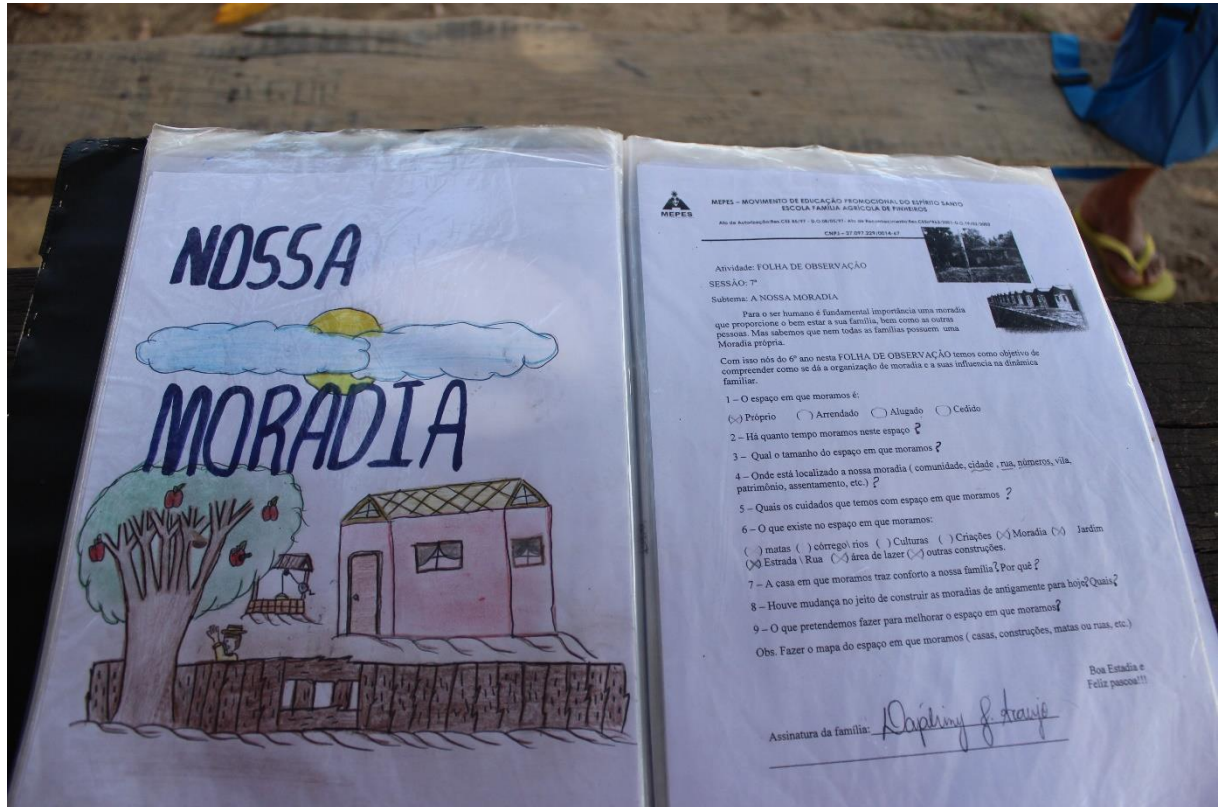 NOSSA
MORADIA
MEPES
MEPES – MOVIMENTO DE EDUCAÇÃO PROMOCIONAL DO ESPÍRITO SANTO
ESCOLA FAMÍLIA AGRÍCOLA DE PINHEIROS
CNPJ – 27.097.229/0014-67
Atividade: FOLHA DE OBSERVAÇÃO
SESSÃO: 7ª
Subtema: A NOSSA MORADIA
Para o ser humano é fundamental importância uma moradia
que proporcione o bem estar a sua família, bem como as outras
pessoas. Mas sabemos que nem todas as famílias possuem uma
Moradia própria.
Com isso nós do 6º ano nesta FOLHA DE OBSERVAÇÃO temos como objetivo de
compreender como se dá a organização de moradia e a suas influencia na dinâmica
familiar.
1 – O espaço em que moramos é:
(X) Próprio ( ) Arrendado ( ) Alugado ( ) Cedido
2 – Há quanto tempo moramos neste espaço ?
3 – Qual o tamanho do espaço em que moramos ?
4 – Onde está localizado a nossa moradia ( comunidade, cidade , rua, números, vila,
patrimônio, assentamento, etc.) ?
5 – Quais os cuidados que temos com espaço em que moramos ?
6 – O que existe no espaço em que moramos:
( ) matas ( ) córrego\ rios ( ) Culturas ( ) Criações (X) Moradia (X) Jardim
(X) Estrada \ Rua (X) área de lazer (X) outras construções.
7 – A casa em que moramos traz conforto a nossa família? Por quê ?
8 – Houve mudança no jeito de construir as moradias de antigamente para hoje? Quais?
9 – O que pretendemos fazer para melhorar o espaço em que moramos?
Obs. Fazer o mapa do espaço em que moramos ( casas, construções, matas ou ruas, etc.)
Boa Estadia e
Feliz pascoa!!!
Assinatura da família: Daphiny S. Araujo